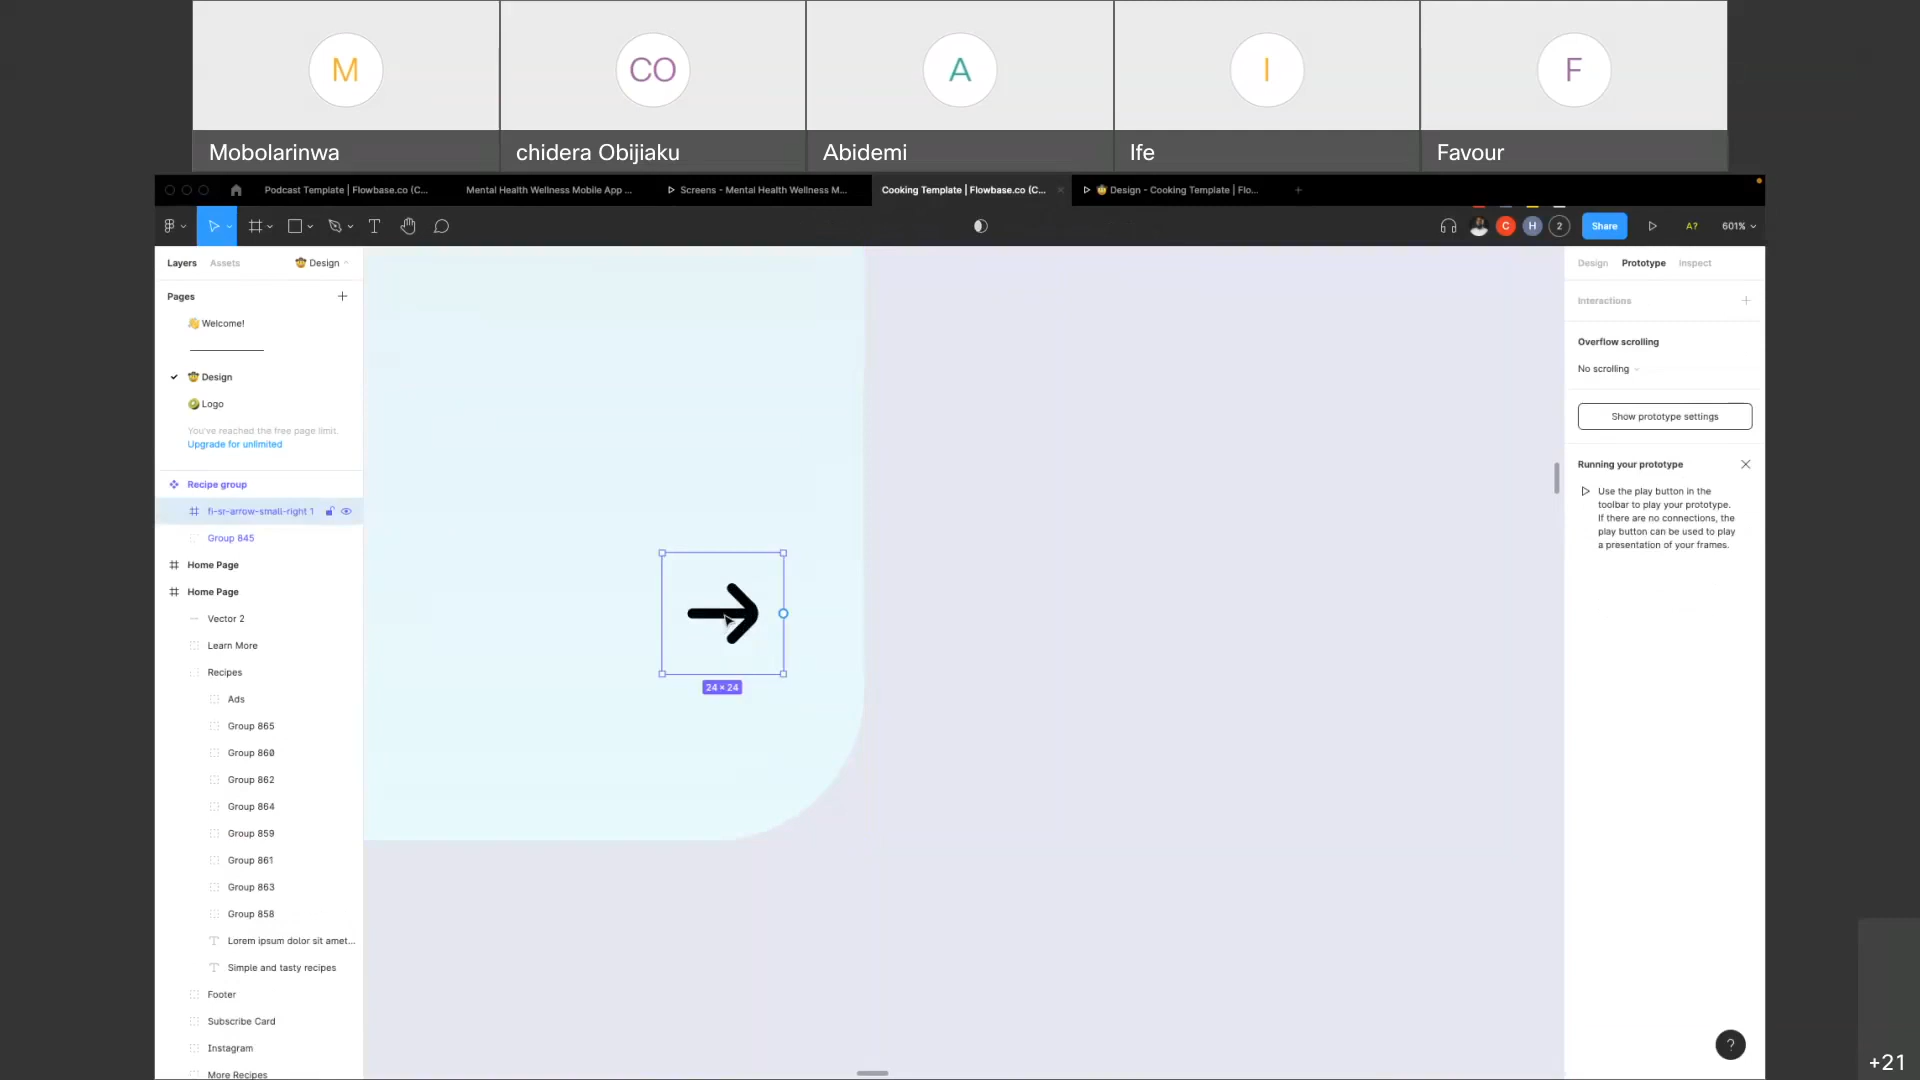 M
CO
A
I
F
Mobolarinwa
chidera Obijiaku
Abidemi
Ife
Favour
Podcast Template | Flowbase.co (C...
Mental Health Wellness Mobile App ...
Screens - Mental Health Wellness M...
Cooking Template | Flowbase.co (C...
Design - Cooking Template | Flo...
C
H
2
Share
A?
601%
Layers
Assets
Design
Pages
Welcome!
Design
Logo
You've reached the free page limit.
Upgrade for unlimited
Recipe group
fi-sr-arrow-small-right 1
Group 845
Home Page
Home Page
Vector 2
Learn More
Recipes
Ads
Group 865
Group 860
Group 862
Group 864
Group 859
Group 861
Group 863
Group 858
Lorem ipsum dolor sit amet...
Simple and tasty recipes
Footer
Subscribe Card
Instagram
More Recipes
24 × 24
Design
Prototype
Inspect
Interactions
Overflow scrolling
No scrolling
Show prototype settings
Running your prototype
Use the play button in the
toolbar to play your prototype.
If there are no connections, the
play button can be used to play
a presentation of your frames.
?
+21